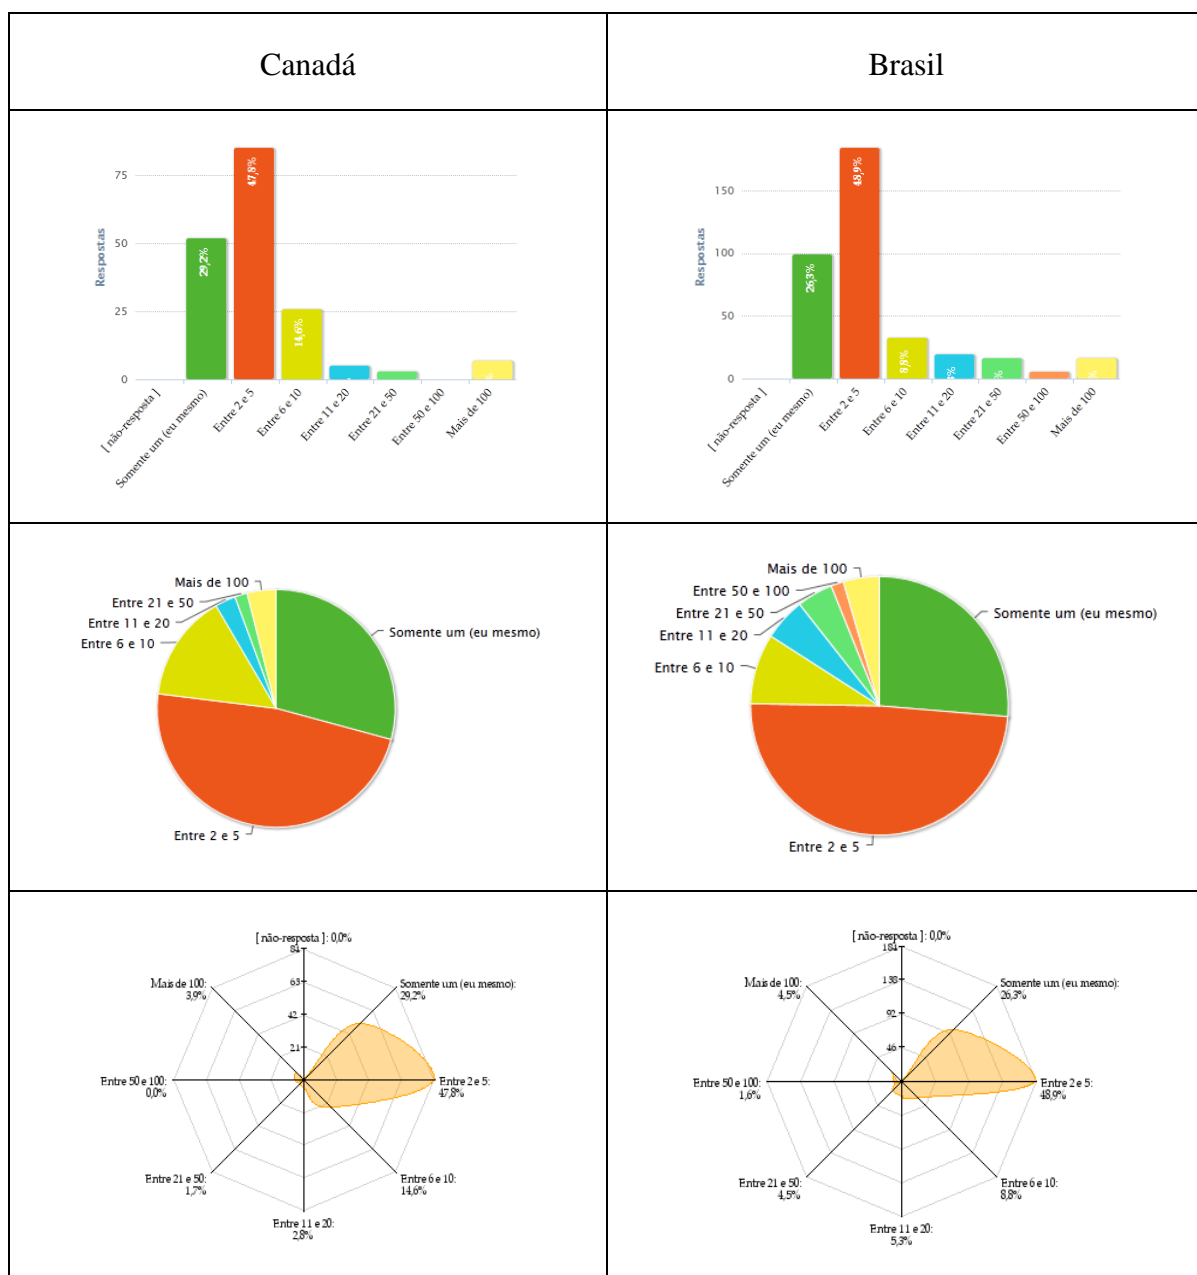 Canadá
Brasil
Respostas
75
50
25
0
29,2%
47,8%
14,6%
[ não-resposta ]
Somente um (eu mesmo)
Entre 2 e 5
Entre 6 e 10
Entre 11 e 20
Entre 21 e 50
Entre 50 e 100
Mais de 100
Respostas
150
100
50
0
26,3%
48,9%
8,8%
[ não-resposta ]
Somente um (eu mesmo)
Entre 2 e 5
Entre 6 e 10
Entre 11 e 20
Entre 21 e 50
Entre 50 e 100
Mais de 100
Mais de 100
Entre 21 e 50
Entre 11 e 20
Entre 6 e 10
Somente um (eu mesmo)
Entre 2 e 5
Mais de 100
Entre 50 e 100
Entre 21 e 50
Entre 11 e 20
Entre 6 e 10
Somente um (eu mesmo)
Entre 2 e 5
[ não-resposta ]: 0,0%
63
42
21
Mais de 100:
3,9%
Somente um (eu mesmo):
29,2%
Entre 50 e 100:
0,0%
Entre 2 e 5:
47,8%
Entre 21 e 50:
1,7%
Entre 6 e 10:
14,6%
Entre 11 e 20:
2,8%
[ não-resposta ]: 0,0%
184
138
92
46
Mais de 100:
4,5%
Somente um (eu mesmo):
26,3%
Entre 50 e 100:
1,6%
Entre 2 e 5:
48,9%
Entre 21 e 50:
4,5%
Entre 6 e 10:
8,8%
Entre 11 e 20:
5,3%